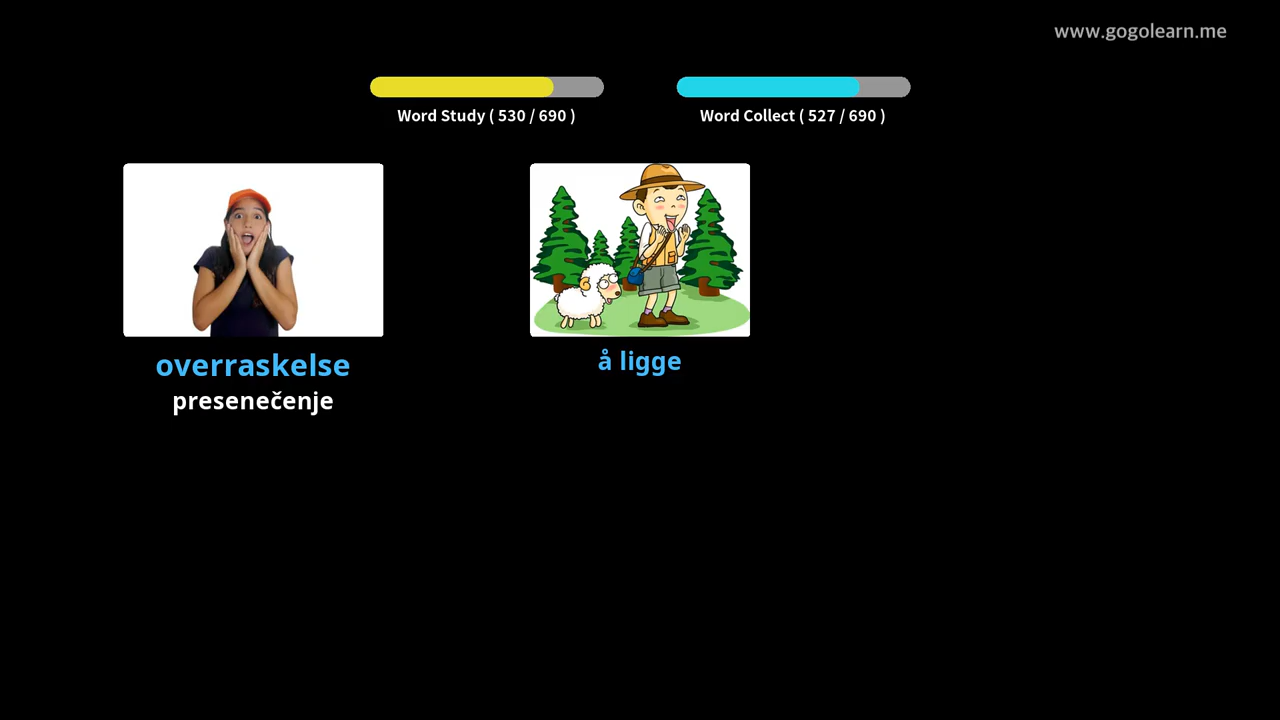 www.gogolearn.me
Word Study ( 530 / 690 )
Word Collect ( 527 / 690 )
overraskelse
presenečenje
å ligge